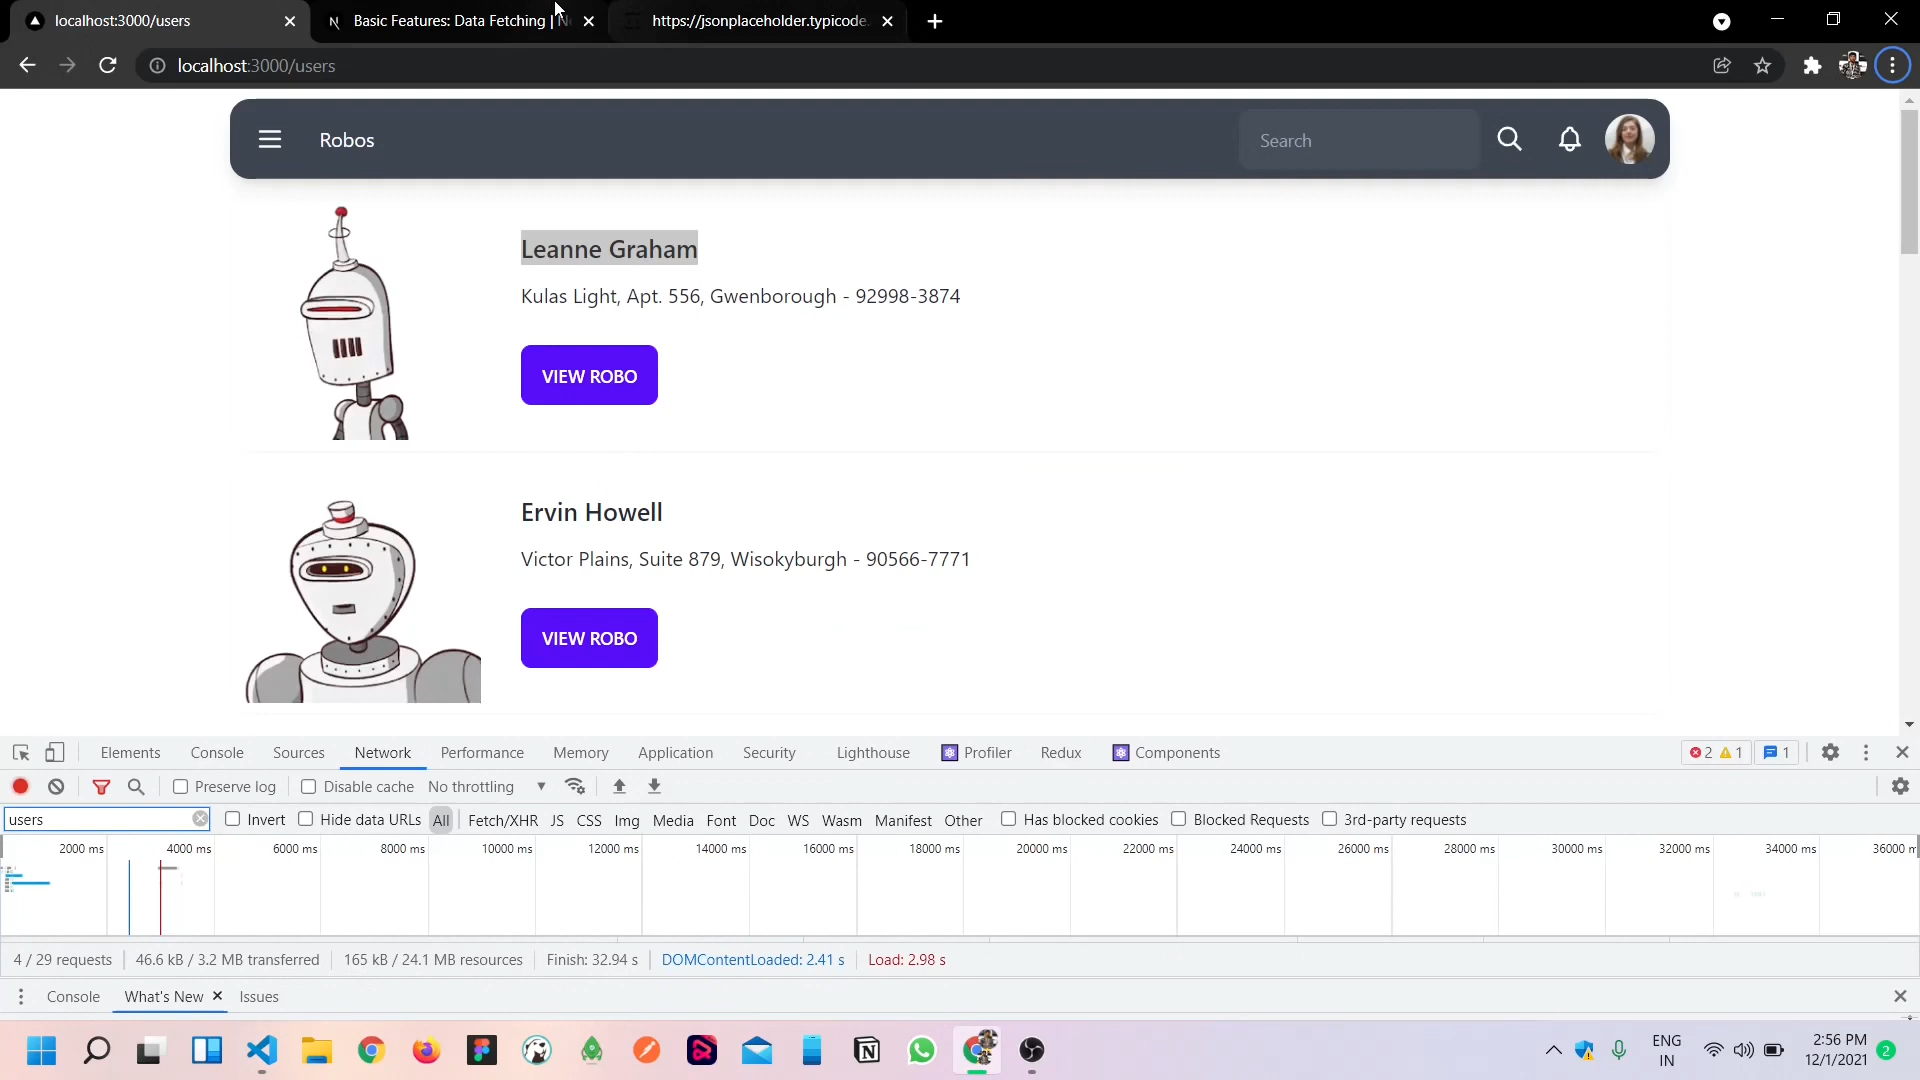 localhost:3000/users
Basic Features: Data Fetching | N
https://jsonplaceholder.typicode.
localhost:3000/users
Robos
Search
Leanne Graham
Kulas Light, Apt. 556, Gwenborough - 92998-3874
VIEW ROBO
Ervin Howell
Victor Plains, Suite 879, Wisokyburgh - 90566-7771
VIEW ROBO
Elements Console Sources Network Performance Memory Application Security Lighthouse Profiler Redux Components 2 1 1
Preserve log Disable cache No throttling
users Invert Hide data URLs All Fetch/XHR JS CSS Img Media Font Doc WS Wasm Manifest Other Has blocked cookies Blocked Requests 3rd-party requests
2000 ms 4000 ms 6000 ms 8000 ms 10000 ms 12000 ms 14000 ms 16000 ms 18000 ms 20000 ms 22000 ms 24000 ms 26000 ms 28000 ms 30000 ms 32000 ms 34000 ms 36000 m
4 / 29 requests 46.6 kB / 3.2 MB transferred 165 kB / 24.1 MB resources Finish: 32.94 s DOMContentLoaded: 2.41 s Load: 2.98 s
Console What's New Issues
ENG 2:56 PM
IN 12/1/2021 2